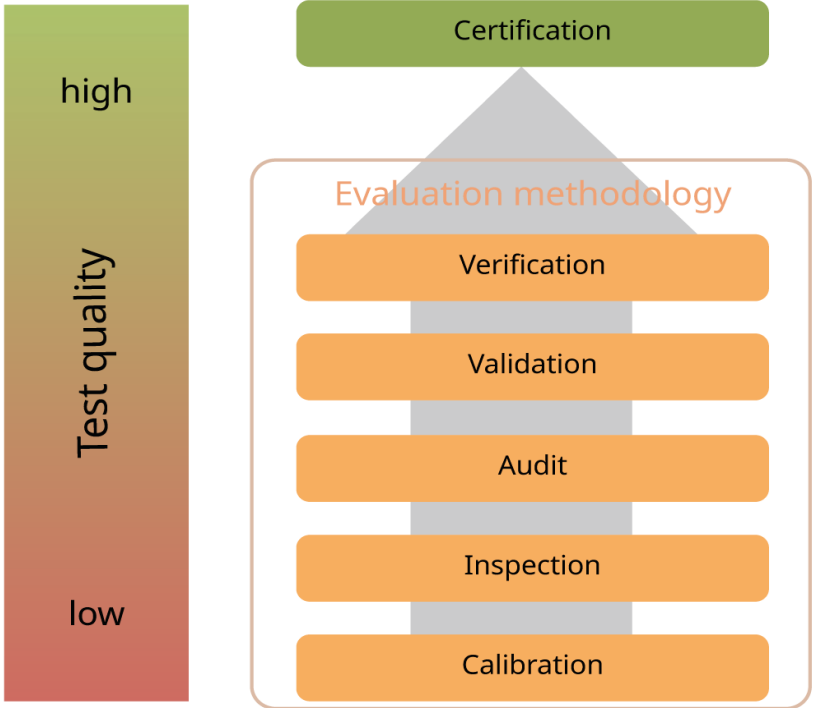 Certification
high
Evaluation methodology
Verification
Test quality
Validation
Audit
Inspection
low
Calibration